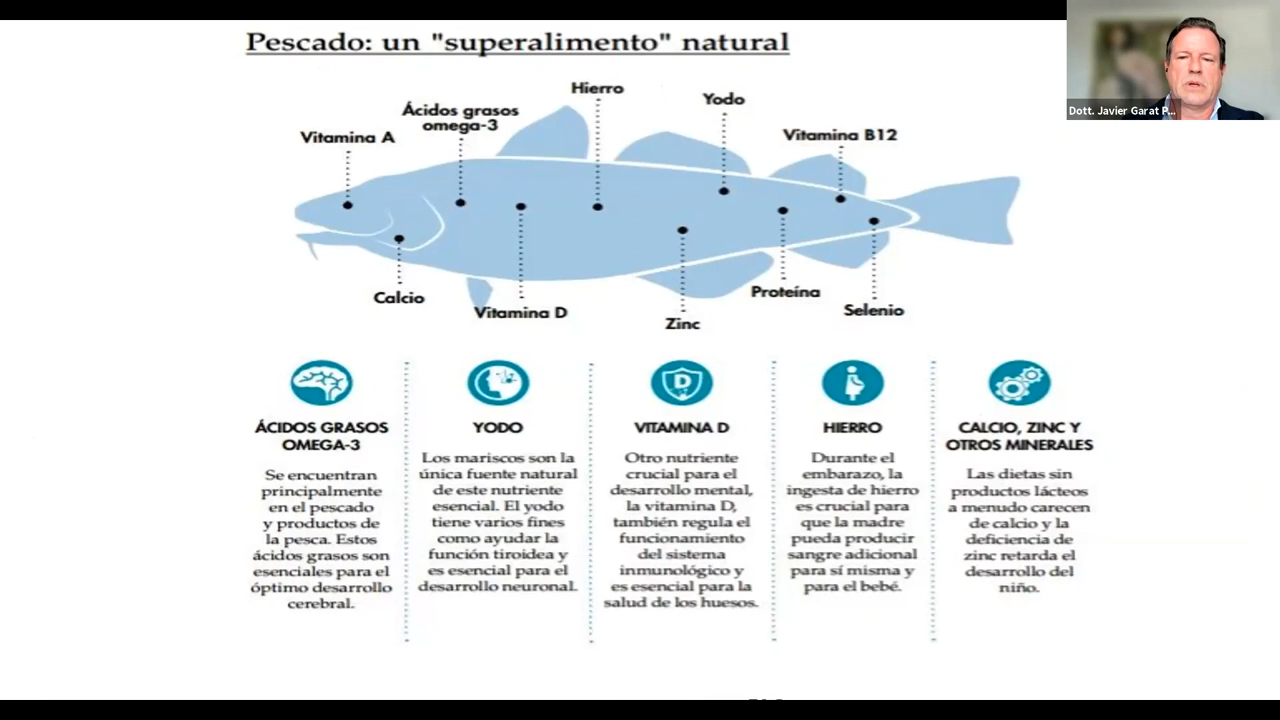 Pescado: un "superalimento" natural
Dott. Javier Garat P...
Hierro
Yodo
Ácidos grasos
omega-3
Vitamina A
Vitamina B12
Calcio
Vitamina D
Zinc
Proteína
Selenio
ÁCIDOS GRASOS
OMEGA-3
Se encuentran
principalmente
en el pescado
y productos de
la pesca. Estos
ácidos grasos son
esenciales para el
óptimo desarrollo
cerebral.
YODO
Los mariscos son la
única fuente natural
de este nutriente
esencial. El yodo
tiene varios fines
como ayudar la
función tiroidea y
es esencial para el
desarrollo neuronal.
D
VITAMINA D
Otro nutriente
crucial para el
desarrollo mental,
la vitamina D,
también regula el
funcionamiento
del sistema
inmunológico y
es esencial para la
salud de los huesos.
HIERRO
Durante el
embarazo, la
ingesta de hierro
es crucial para
que la madre
pueda producir
sangre adicional
para sí misma y
para el bebé.
CALCIO, ZINC Y
OTROS MINERALES
Las dietas sin
productos lácteos
a menudo carecen
de calcio y la
deficiencia de
zinc retarda el
desarrollo del
niño.